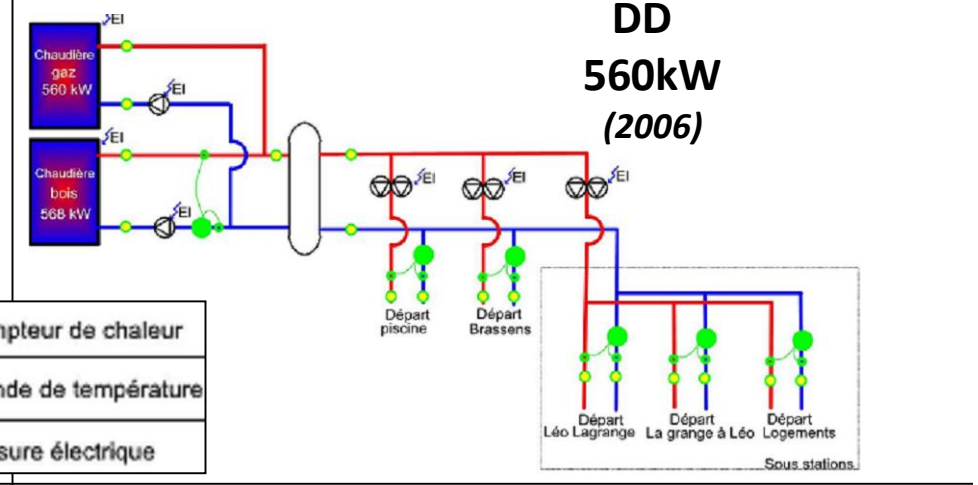 DD
560kW
(2006)
EI
Chaudière
gaz
560 kW
EI
EI
Chaudière
bois
568 kW
EI
EI
EI
EI
Départ
piscine
Départ
Brassens
Départ
Léo Lagrange
Départ
La grange à Léo
Départ
Logements
Sous stations
mpteur de chaleur
nde de température
sure électrique